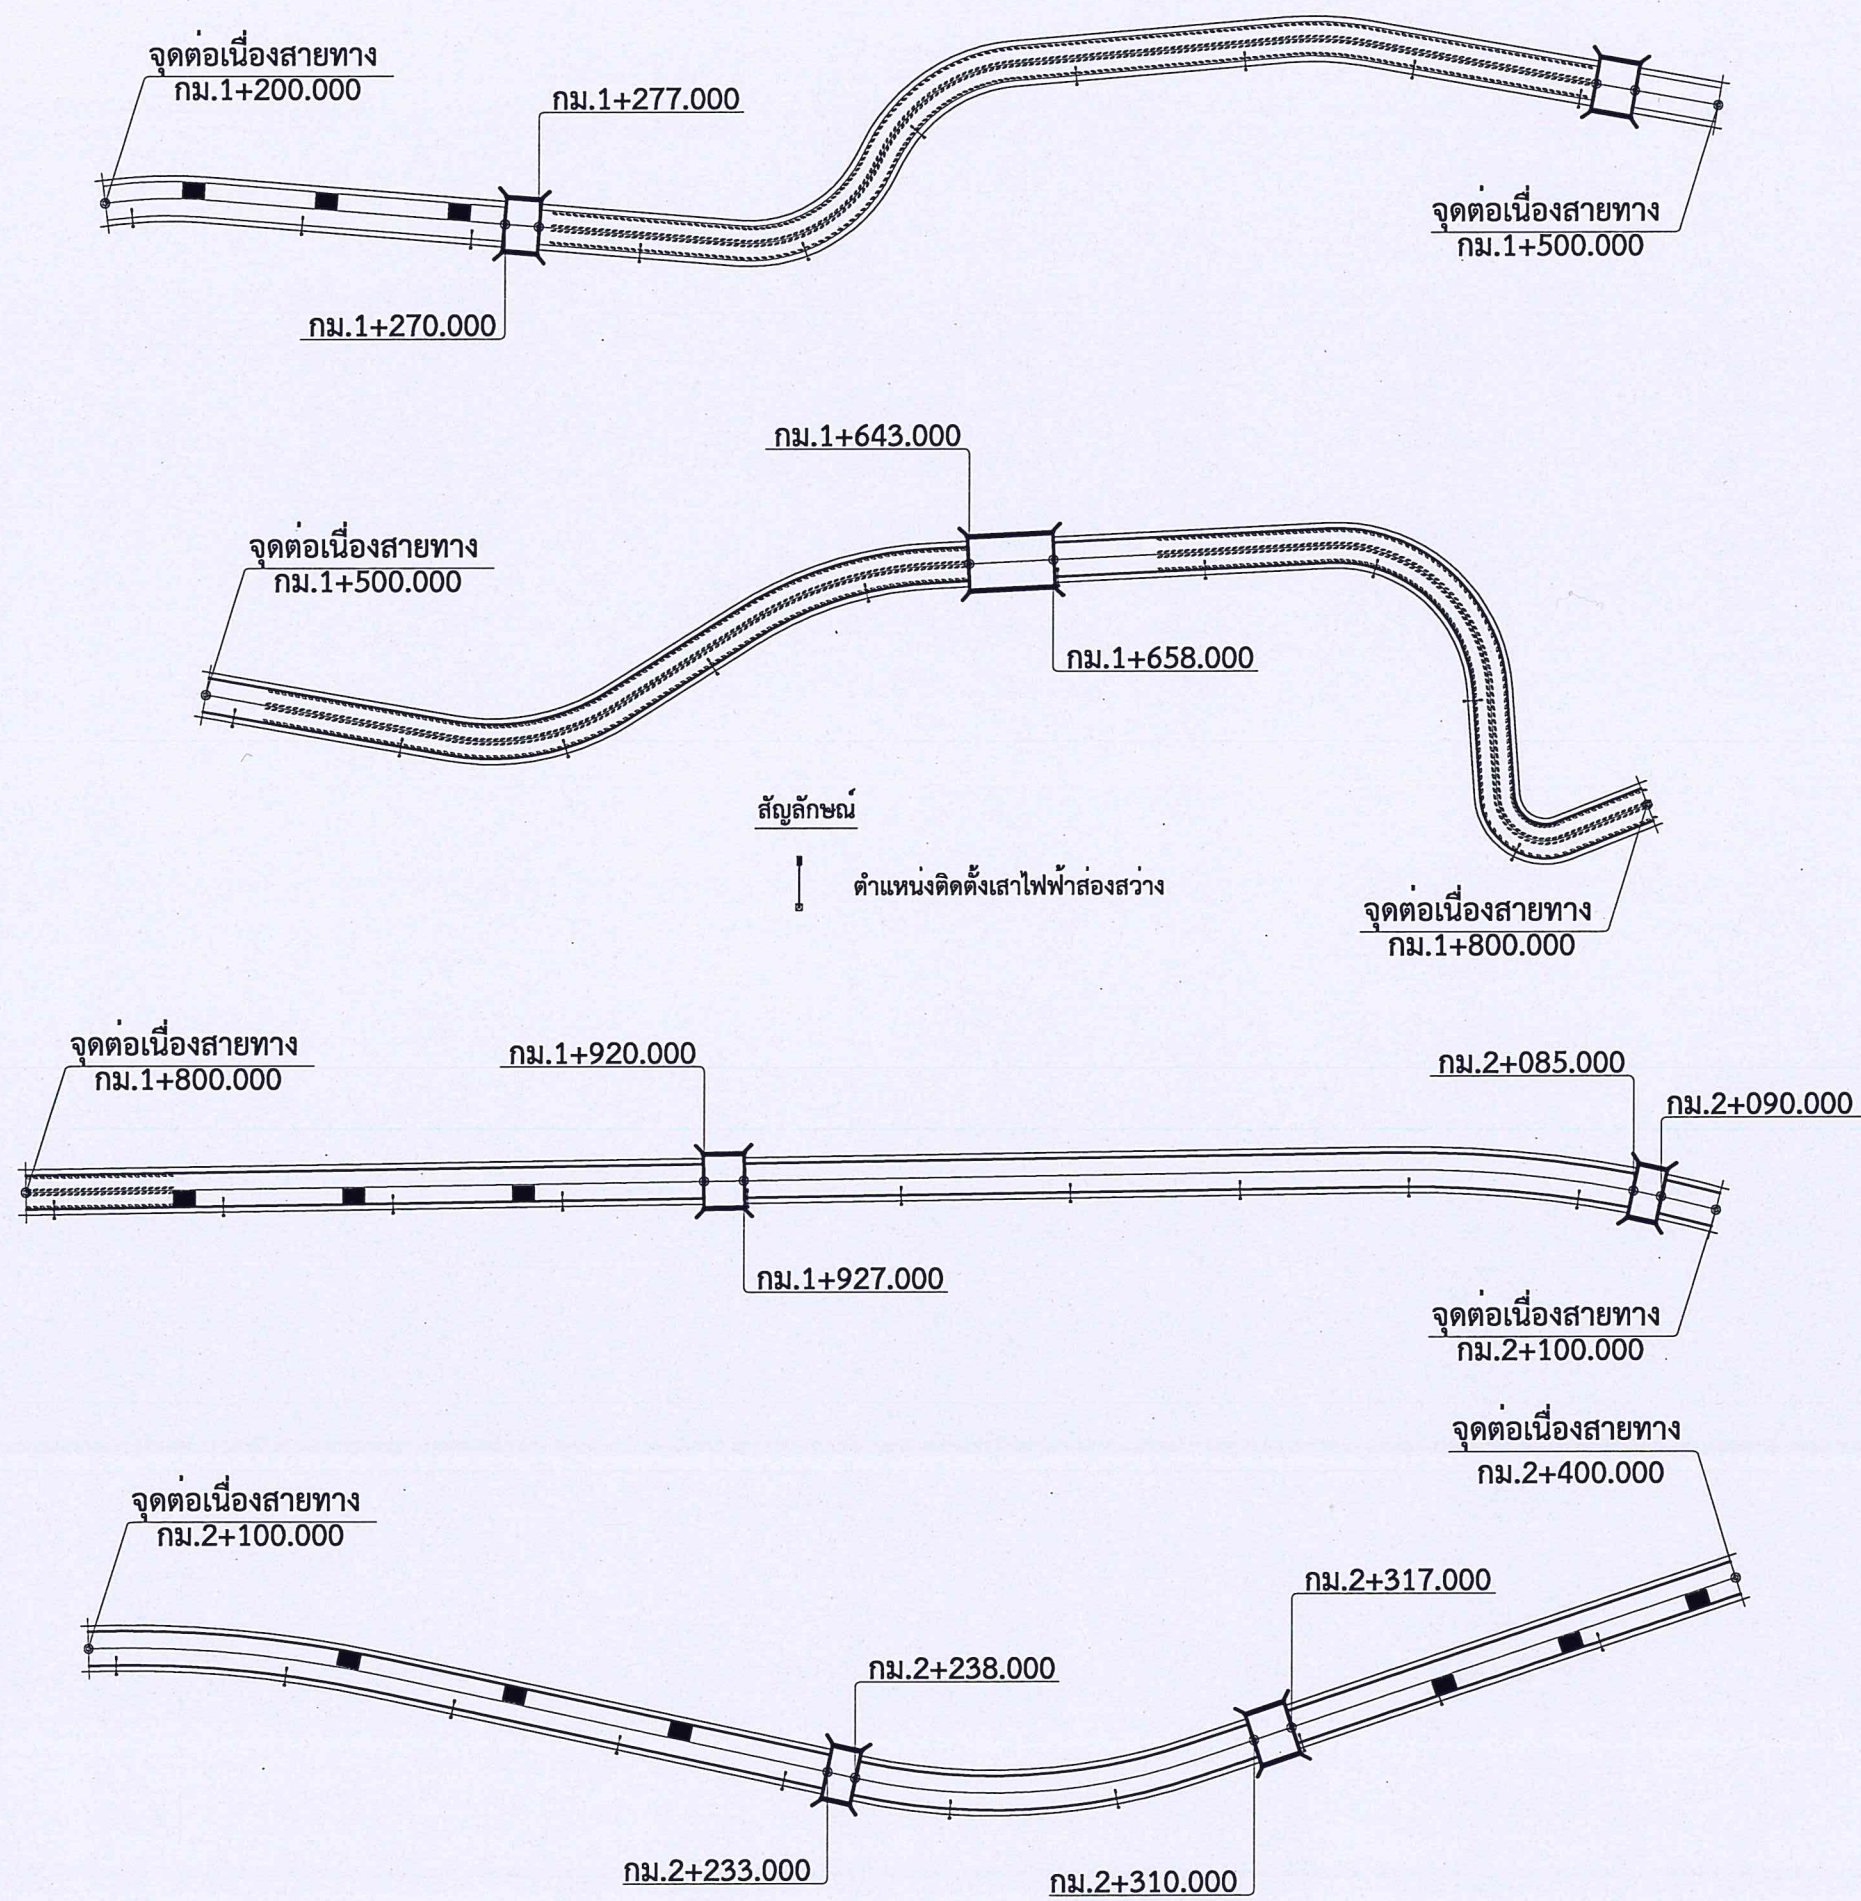 จุดต่อเนื่องสายทาง
กม.1+200.000
กม.1+277.000
กม.1+270.000
จุดต่อเนื่องสายทาง
กม.1+500.000
กม.1+643.000
จุดต่อเนื่องสายทาง
กม.1+500.000
กม.1+658.000
สัญลักษณ์
ตำแหน่งติดตั้งเสาไฟฟ้าส่องสว่าง
จุดต่อเนื่องสายทาง
กม.1+800.000
จุดต่อเนื่องสายทาง
กม.1+800.000
กม.1+920.000
กม.2+085.000
กม.2+090.000
กม.1+927.000
จุดต่อเนื่องสายทาง
กม.2+100.000
จุดต่อเนื่องสายทาง
กม.2+400.000
จุดต่อเนื่องสายทาง
กม.2+100.000
กม.2+317.000
กม.2+238.000
กม.2+233.000
กม.2+310.000